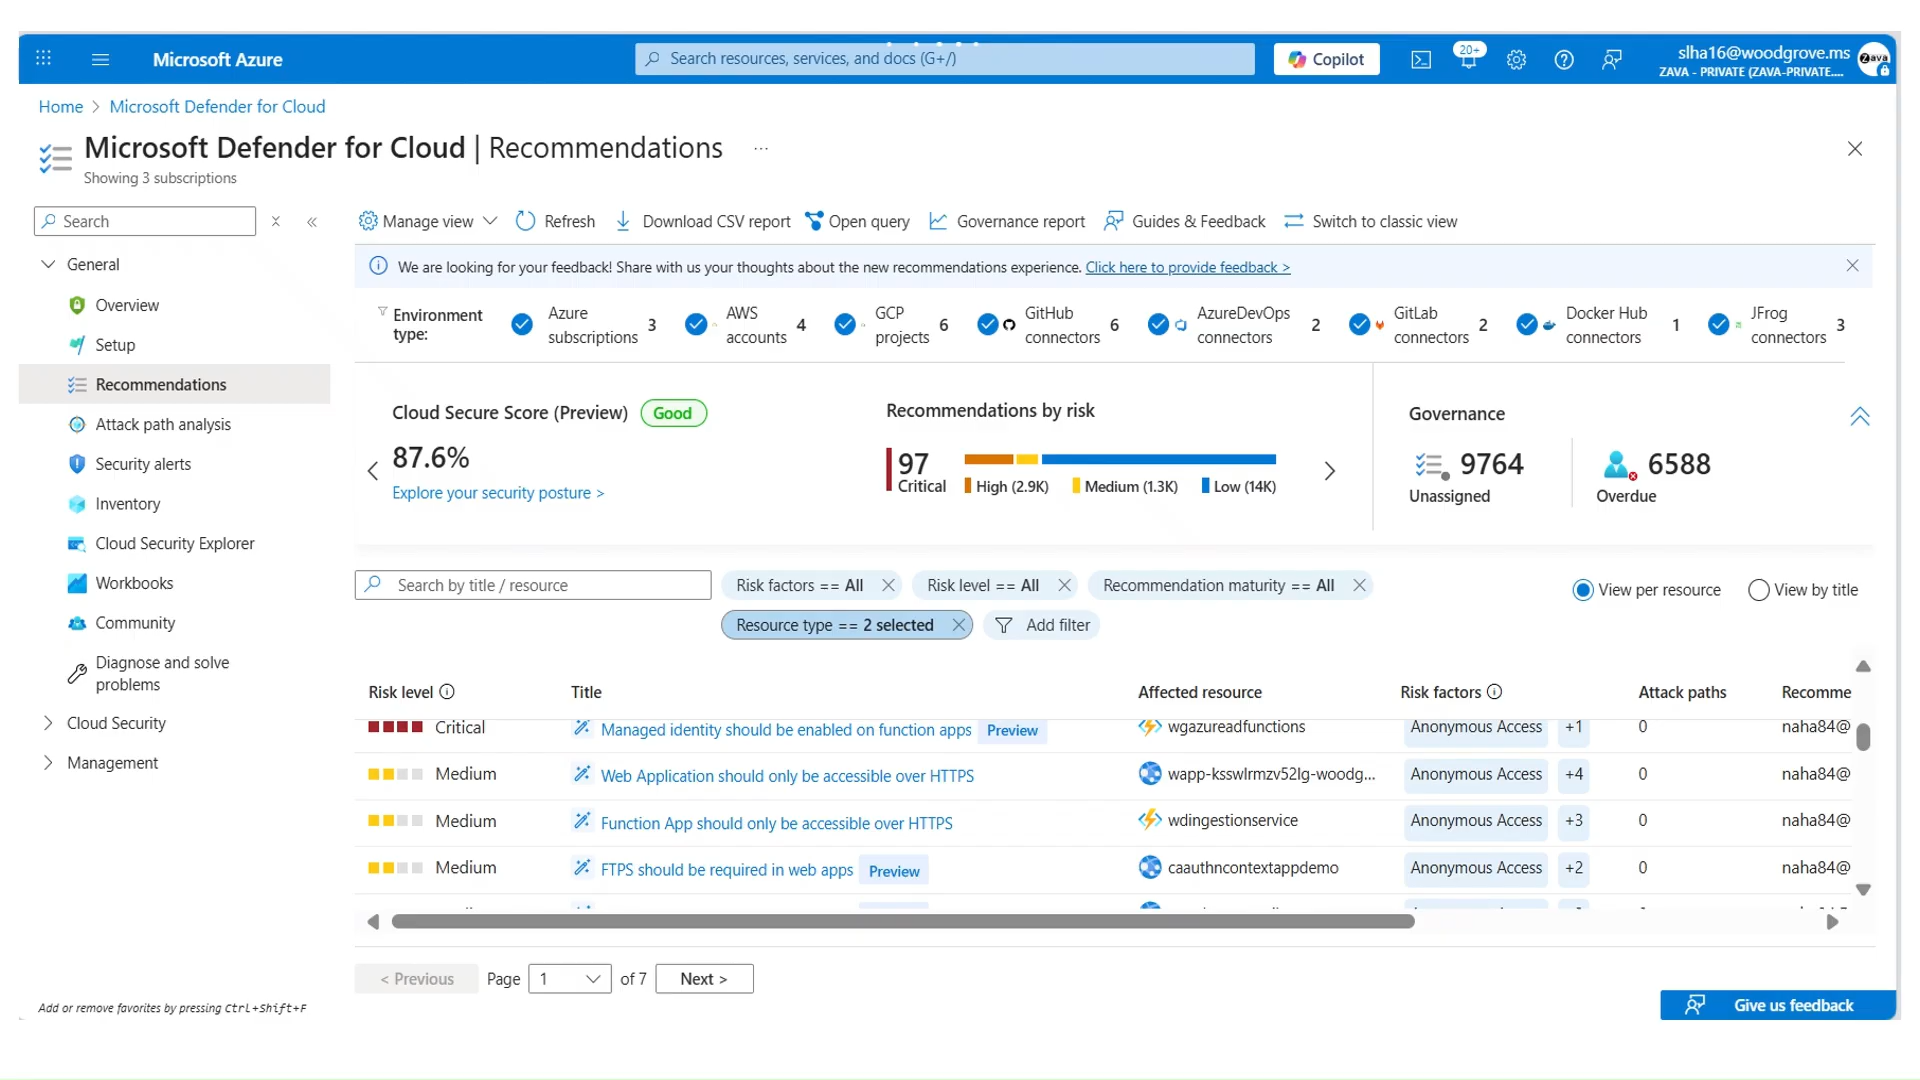 Microsoft Azure
Search resources, services, and docs (G+/)
Copilot
20+
slha16@woodgrove.ms
ZAVA - PRIVATE (ZAVA-PRIVATE....
zava
Home > Microsoft Defender for Cloud
Microsoft Defender for Cloud | Recommendations ...
Showing 3 subscriptions
Search
General
Overview
Setup
Recommendations
Attack path analysis
Security alerts
Inventory
Cloud Security Explorer
Workbooks
Community
Diagnose and solve
problems
Cloud Security
Management
Add or remove favorites by pressing Ctrl+Shift+F
Manage view
Refresh
Download CSV report
Open query
Governance report
Guides & Feedback
Switch to classic view
We are looking for your feedback! Share with us your thoughts about the new recommendations experience. Click here to provide feedback >
Environment
type:
Azure
subscriptions 3
AWS
accounts 4
GCP
projects 6
GitHub
connectors 6
AzureDevOps
connectors 2
GitLab
connectors 2
Docker Hub
connectors 1
JFrog
connectors 3
Cloud Secure Score (Preview) Good
87.6%
Explore your security posture >
Recommendations by risk
97
Critical
High (2.9K) Medium (1.3K) Low (14K)
Governance
9764
Unassigned
6588
Overdue
Search by title / resource
Risk factors == All
Risk level == All
Recommendation maturity == All
Resource type == 2 selected
Add filter
View per resource
View by title
Risk level Title Affected resource Risk factors Attack paths Recomme
Critical Managed identity should be enabled on function apps Preview wgazureadfunctions Anonymous Access +1 0 naha84@
Medium Web Application should only be accessible over HTTPS wapp-ksswlrmzv52lg-woodg... Anonymous Access +4 0 naha84@
Medium Function App should only be accessible over HTTPS wdingestionservice Anonymous Access +3 0 naha84@
Medium FTPS should be required in web apps Preview caauthncontextappdemo Anonymous Access +2 0 naha84@
< Previous Page 1 of 7 Next >
Give us feedback